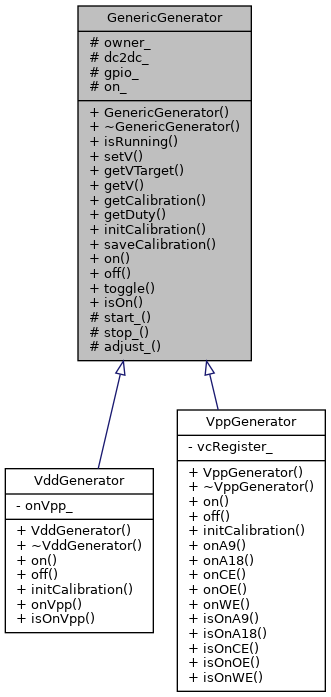 GenericGenerator
# owner_
# dc2dc_
# gpio_
# on_
+ GenericGenerator()
+ ~GenericGenerator()
+ isRunning()
+ setV()
+ getVTarget()
+ getV()
+ getCalibration()
+ getDuty()
+ initCalibration()
+ saveCalibration()
+ on()
+ off()
+ toggle()
+ isOn()
# start_()
# stop_()
# adjust_()
VddGenerator
- onVpp_
+ VddGenerator()
+ ~VddGenerator()
+ on()
+ off()
+ initCalibration()
+ onVpp()
+ isOnVpp()
VppGenerator
- vcRegister_
+ VppGenerator()
+ ~VppGenerator()
+ on()
+ off()
+ initCalibration()
+ onA9()
+ onA18()
+ onCE()
+ onOE()
+ onWE()
+ isOnA9()
+ isOnA18()
+ isOnCE()
+ isOnOE()
+ isOnWE()